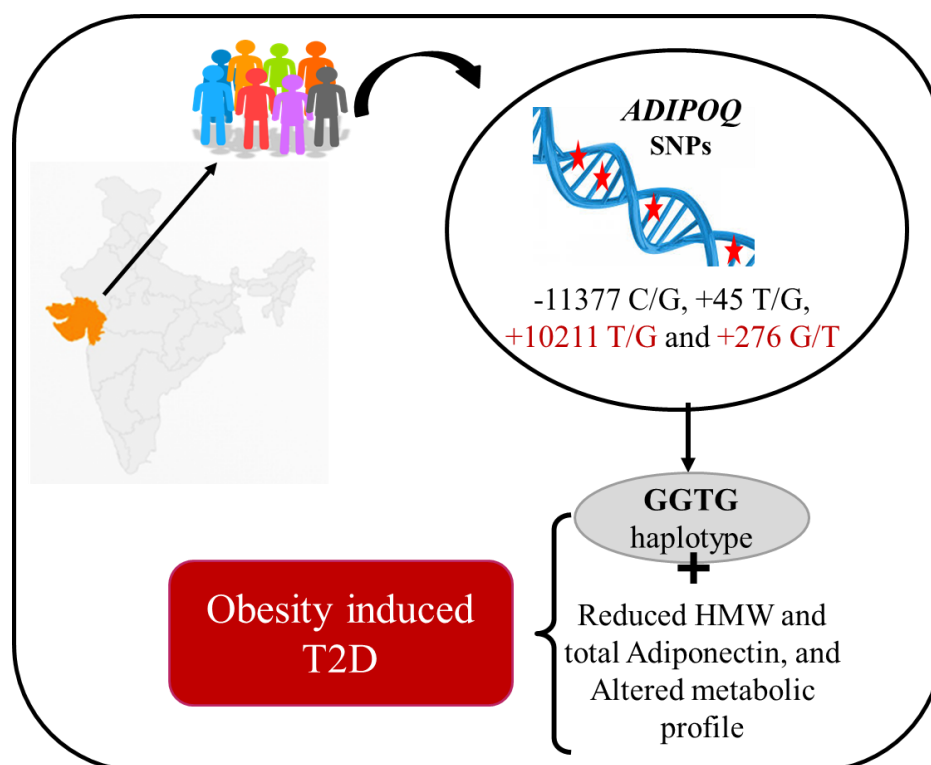 ADIPOQ
SNPs
-11377 C/G, +45 T/G,
+10211 T/G and +276 G/T
GGTG
haplotype
+
Reduced HMW and
total Adiponectin, and
Altered metabolic
profile
Obesity induced
T2D